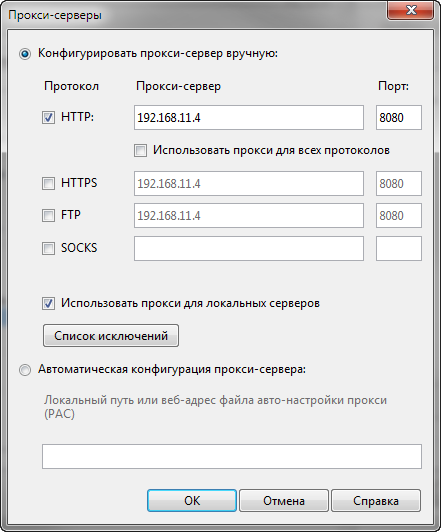 Прокси-серверы
Конфигурировать прокси-сервер вручную:
Протокол Прокси-сервер Порт:
HTTP: 192.168.11.4 8080
Использовать прокси для всех протоколов
HTTPS 192.168.11.4 8080
FTP 192.168.11.4 8080
SOCKS
Использовать прокси для локальных серверов
Список исключений
Автоматическая конфигурация прокси-сервера:
Локальный путь или веб-адрес файла авто-настройки прокси
(PAC)
OK Отмена Справка